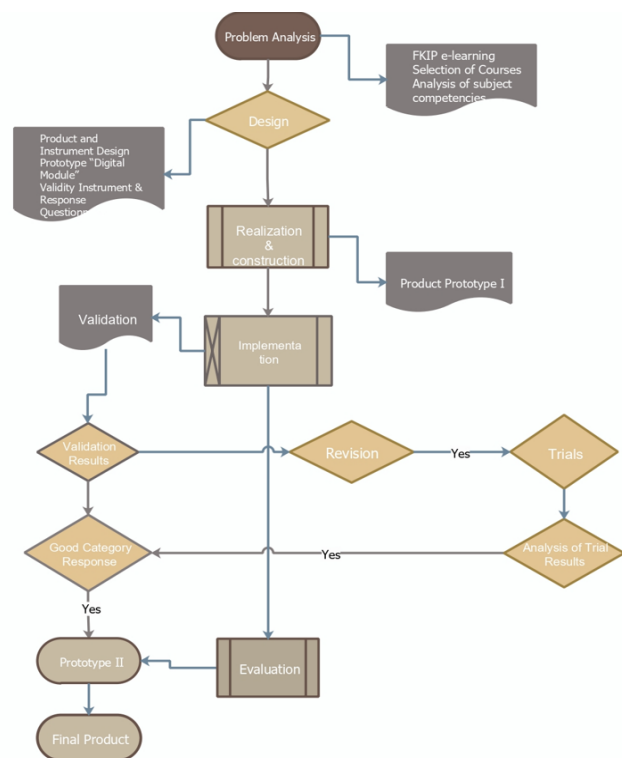 Problem Analysis
FKIP e-learning
Selection of Courses
Analysis of subject
competencies
Design
Product and
Instrument Design
Prototype “Digital
Module”
Validity Instrument &
Response
Realization
&
construction
Product Prototype I
Validation
Implementa
tion
Validation
Results
Revision
Yes
Trials
Good Category
Response
Yes
Analysis of Trial
Results
Yes
Prototype II
Evaluation
Final Product